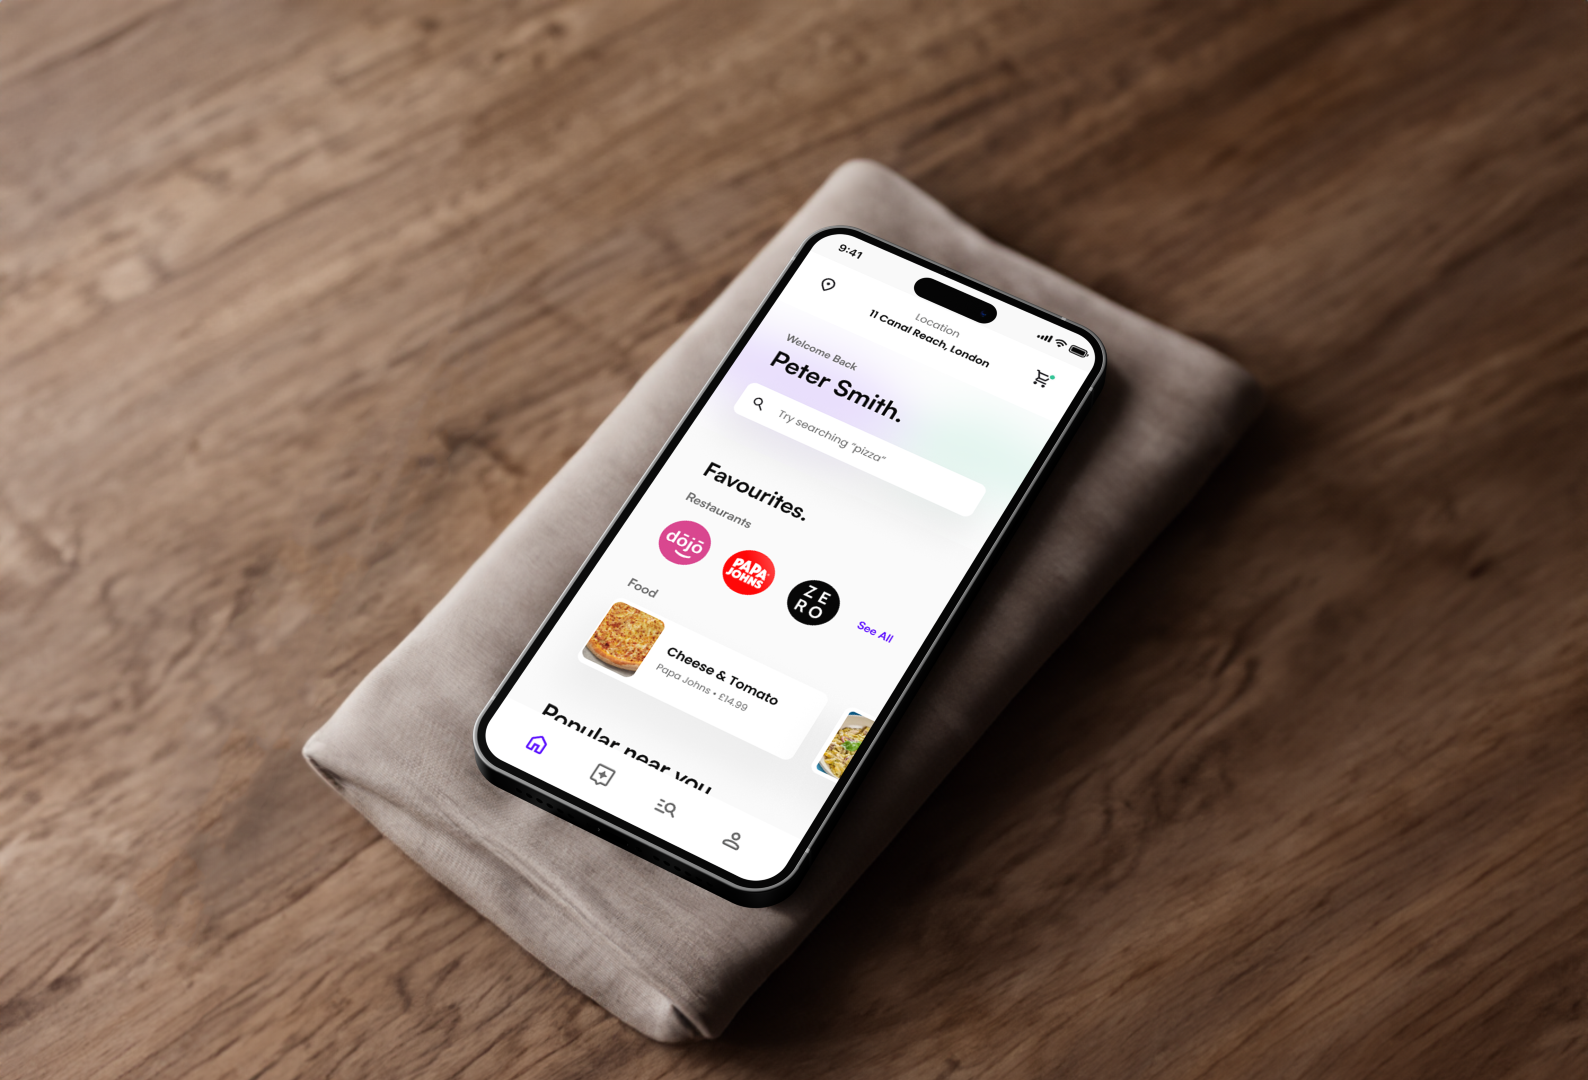 9:41
Location
11 Canal Reach, London
Welcome Back
Peter Smith.
Try searching "pizza"
Favourites.
Restaurants
dōjō
PAPA
JOHNS
ZE
RO
See All
Food
Cheese & Tomato
Papa Johns • £14.99
Popular near you